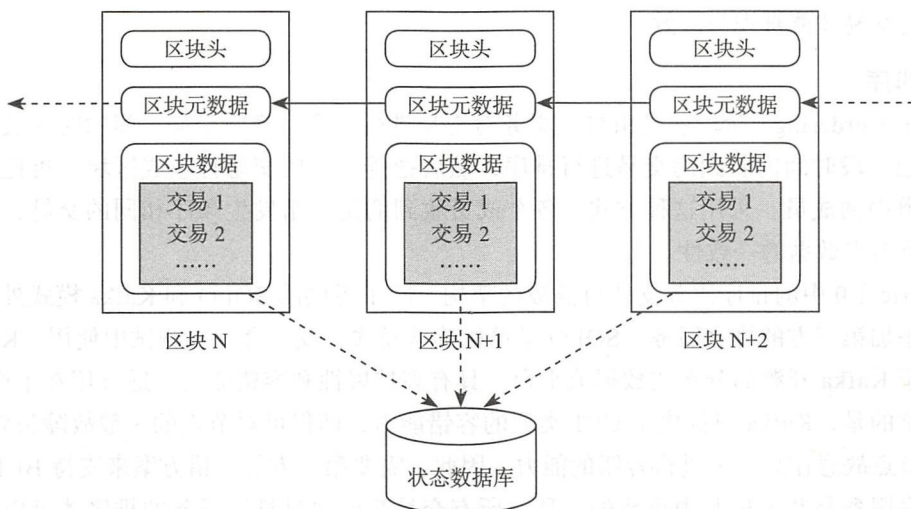 区块头
区块元数据
区块数据
交易 1
交易 2
……
区块 N
区块头
区块元数据
区块数据
交易 1
交易 2
……
区块 N+1
区块头
区块元数据
区块数据
交易 1
交易 2
……
区块 N+2
状态数据库